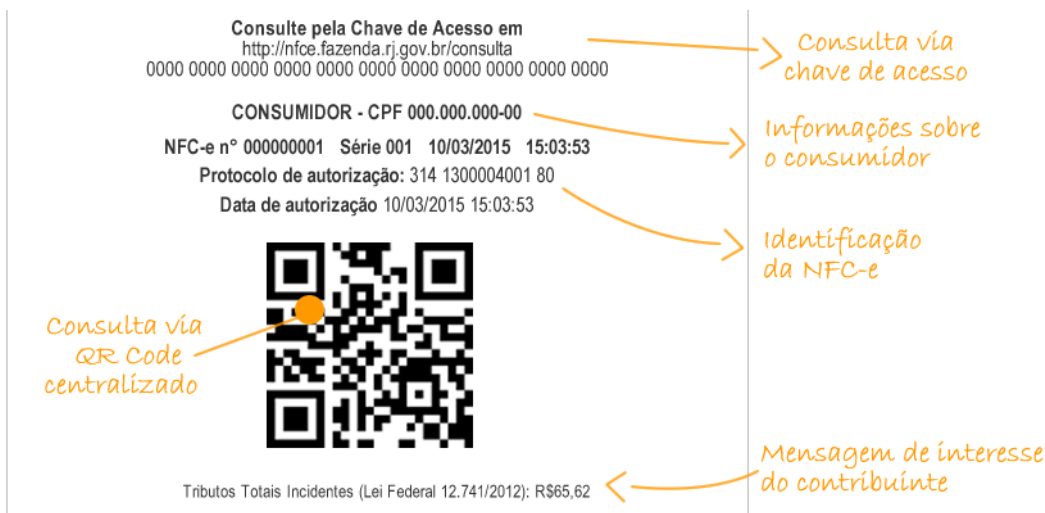 Consulte pela Chave de Acesso em
http://nfce.fazenda.rj.gov.br/consulta
0000 0000 0000 0000 0000 0000 0000 0000 0000 0000 0000
Consulta via
chave de acesso
CONSUMIDOR - CPF 000.000.000-00
Informações sobre
o consumidor
NFC-e n° 000000001 Série 001 10/03/2015 15:03:53
Protocolo de autorização: 314 1300004001 80
Data de autorização 10/03/2015 15:03:53
Identificação
da NFC-e
Consulta via
QR Code
centralizado
Tributos Totais Incidentes (Lei Federal 12.741/2012): R$65,62
Mensagem de interesse
do contribuinte